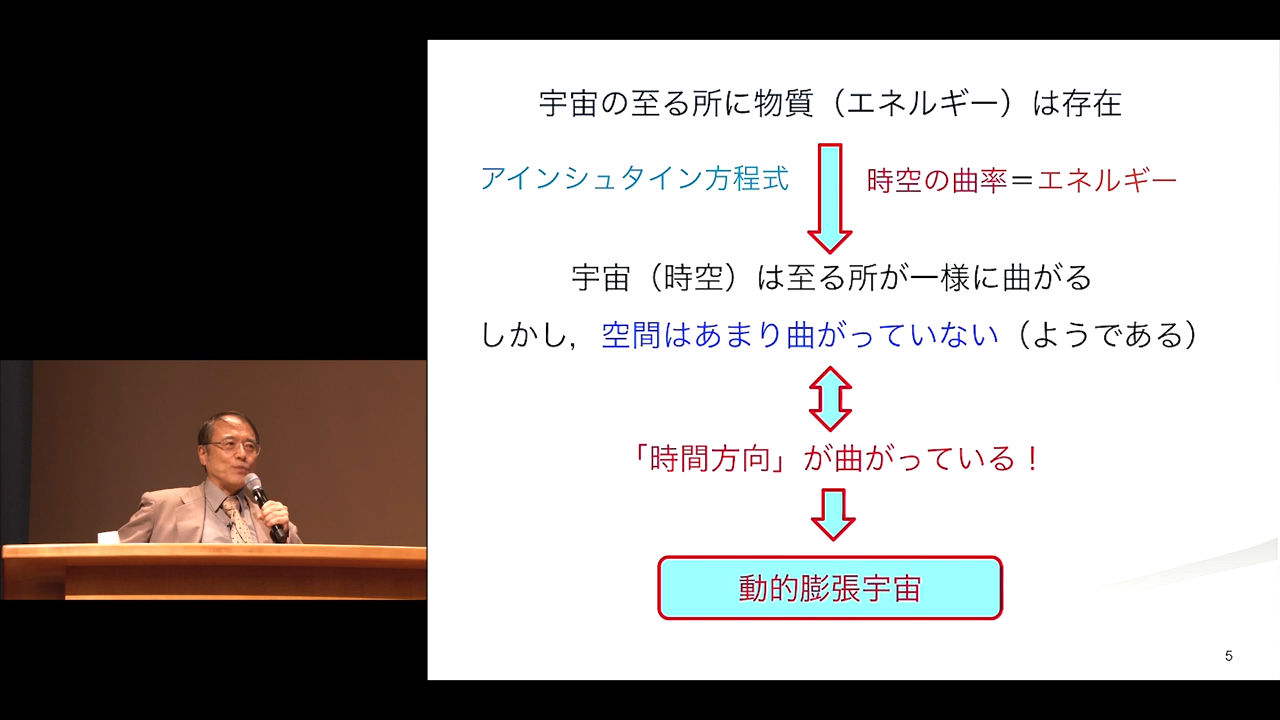 宇宙の至る所に物質（エネルギー）は存在
アインシュタイン方程式
時空の曲率＝エネルギー
宇宙（時空）は至る所が一様に曲がる
しかし，空間はあまり曲がっていない（ようである）
「時間方向」が曲がっている！
動的膨張宇宙
5